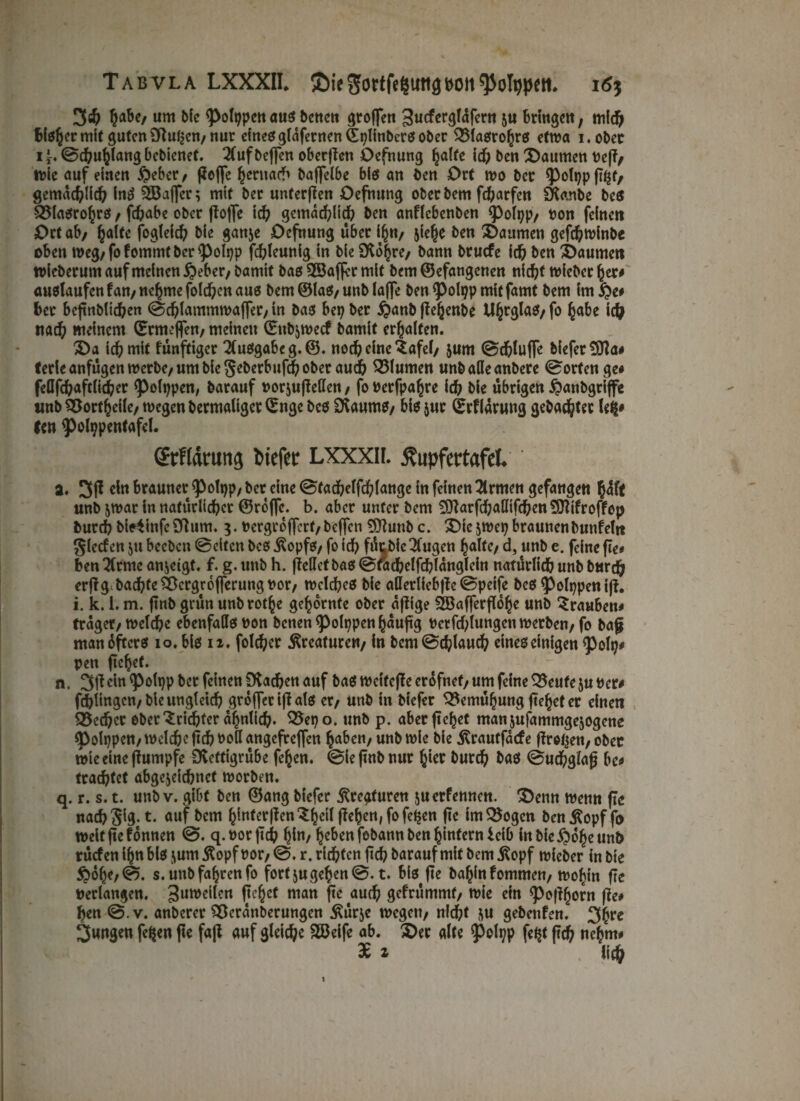 TABVLA LXXXII. Die Fortſetzung von Polypen. 163
Ich habe, um die Polypen aus denen groſſen Zuckergläſern zu bringen, mich
bisher mit guten Nutzen, nur eines gläſernen Cylinders oder Blasrohrs etwa 1. oder
1½. Schuhlang bedienet. Auf deſſen oberſten Oefnung halte ich den Daumen veſt,
wie auf einen Heber, ſtoſſe hernach daſſelbe bis an den Ort wo der Polyp ſitzt,
gemächlich ins Waſſer; mit der unterſten Oefnung oder dem ſcharfen Rande des
Blasrohrs, ſchabe oder ſtoſſe ich gemächlich den anklebenden Polyp, von ſeinen
Ort ab, halte ſogleich die ganze Oefnung über ihn, ziehe den Daumen geſchwinde
oben weg, ſo kommt der Polyp ſchleunig in die Röhre, dann drucke ich den Daumen
wiederum auf meinen Heber, damit das Waſſer mit dem Gefangenen nicht wieder her⸗
auslaufen kan, nehme ſolchen aus dem Glas, und laſſe den Polyp mit ſamt dem im He⸗
ber befindlichen Schlammwaſſer, in das bey der Hand ſtehende Uhrglas, ſo habe ich
nach meinem Ermeſſen, meinen Endzweck damit erhalten.
Da ich mit künftiger Ausgabe g. G. noch eine Tafel, zum Schluſſe dieſer Ma⸗
terie anfügen werde, um die Federbuſch oder auch Blumen und alle andere Sorten ge⸗
ſellſchaftlicher Polypen, darauf vorzuſtellen, ſo verſpahre ich die übrigen Handgriffe
und Vortheile, wegen dermaliger Enge des Raums, bis zur Erklärung gedachter letz⸗
ten Polypentafel.
Erklärung dieſer LXXXII. Kupfertafel.
a. Iſt ein brauner Polyp, der eine Stachelſchlange in ſeinen Armen gefangen hält
und zwar in natürlicher Gröſſe. b. aber unter dem Marſchalliſchen Mikroſkop
durch die Linſe Num. 3. vergröſſert, deſſen Mund c. Die zwey braunen dunkeln
Flecken zu beeden Seiten des Kopfs, ſo ich für die Augen halte, d, und e. ſeine ſie⸗
ben Arme anzeigt. f. g. und h. ſtellet das Stachelſchlänglein natürlich und durch
erſt g. dachte Vergröſſerung vor, welches die allerliebſte Speiſe des Polypen iſt.
i. k. l. m. ſind grün und rothe gehörnte oder äſtige Waſſerflöhe und Trauben⸗
träger, welche ebenfalls von denen Polypen häufig verſchlungen werden, ſo daß
man öfters 10. bis 12. ſolcher Kreaturen, in dem Schlauch eines einigen Poly⸗
pen ſiehet.
n. Iſt ein Polyp der ſeinen Rachen auf das weiteſte eröfnet, um ſeine Beute zu ver⸗
ſchlingen, die ungleich gröſſer iſt als er, und in dieſer Bemühung ſiehet er einen
Becher oder Trichter ähnlich. Bey o. und p. aber ſiehet man zuſammgezogene
Polypen, welche ſich voll angefreſſen haben, und wie die Krautſäcke ſtrotzen, oder
wie eine ſtumpfe Rettigrübe ſehen. Sie ſind nur hier durch das Suchglaß be⸗
trachtet abgezeichnet worden.
q. r. s. t. und v. gibt den Gang dieſer Kreaturen zu erkennen. Denn wenn ſie
nach Fig. t. auf dem hinterſten Theil ſtehen, ſo ſetzen ſie im Bogen den Kopf ſo
weit ſie können S. q. vor ſich hin, heben ſodann den hintern Leib in die Höhe und
rücken ihn bis zum Kopf vor, S. r. richten ſich darauf mit dem Kopf wieder in die
Höhe, S. s. und fahren ſo fort zu gehen S. t. bis ſie dahin kommen, wohin ſie
verlangen. Zuweilen ſiehet man ſie auch gekrümmt, wie ein Poſthorn ſte⸗
hen S. v. anderer Veränderungen Kürze wegen, nicht zu gedenken. Ihre
Jungen ſetzen ſie faſt auf gleiche Weiſe ab. Der alte Polyp ſetzt ſich nehm⸗
X 2 lich